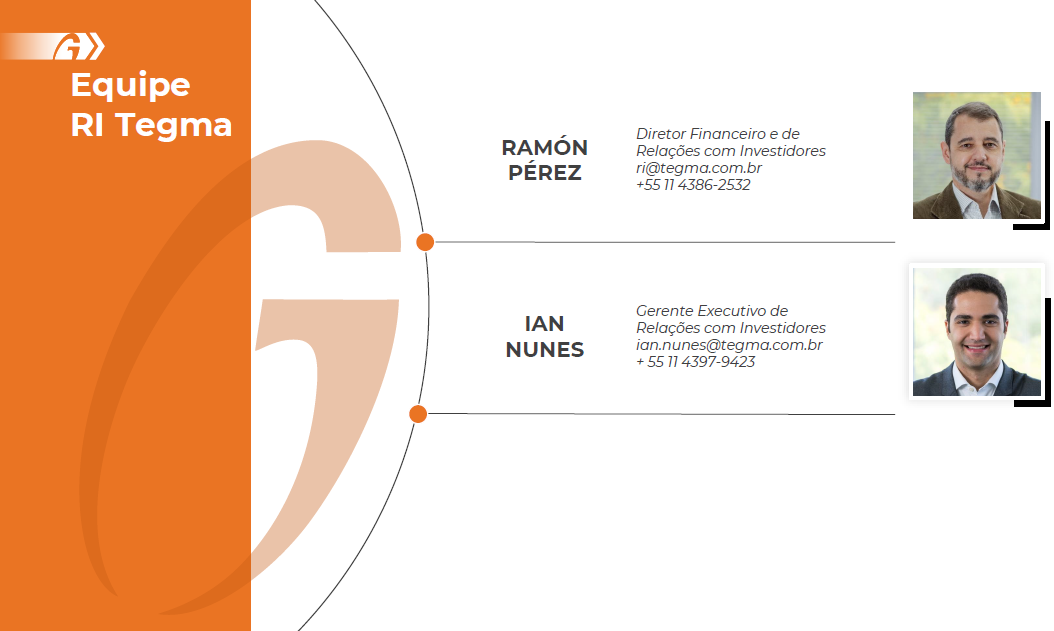 Equipe
RI Tegma
RAMÓN
PÉREZ
Diretor Financeiro e de
Relações com Investidores
ri@tegma.com.br
+55 11 4386-2532
IAN
NUNES
Gerente Executivo de
Relações com Investidores
ian.nunes@tegma.com.br
+ 55 11 4397-9423